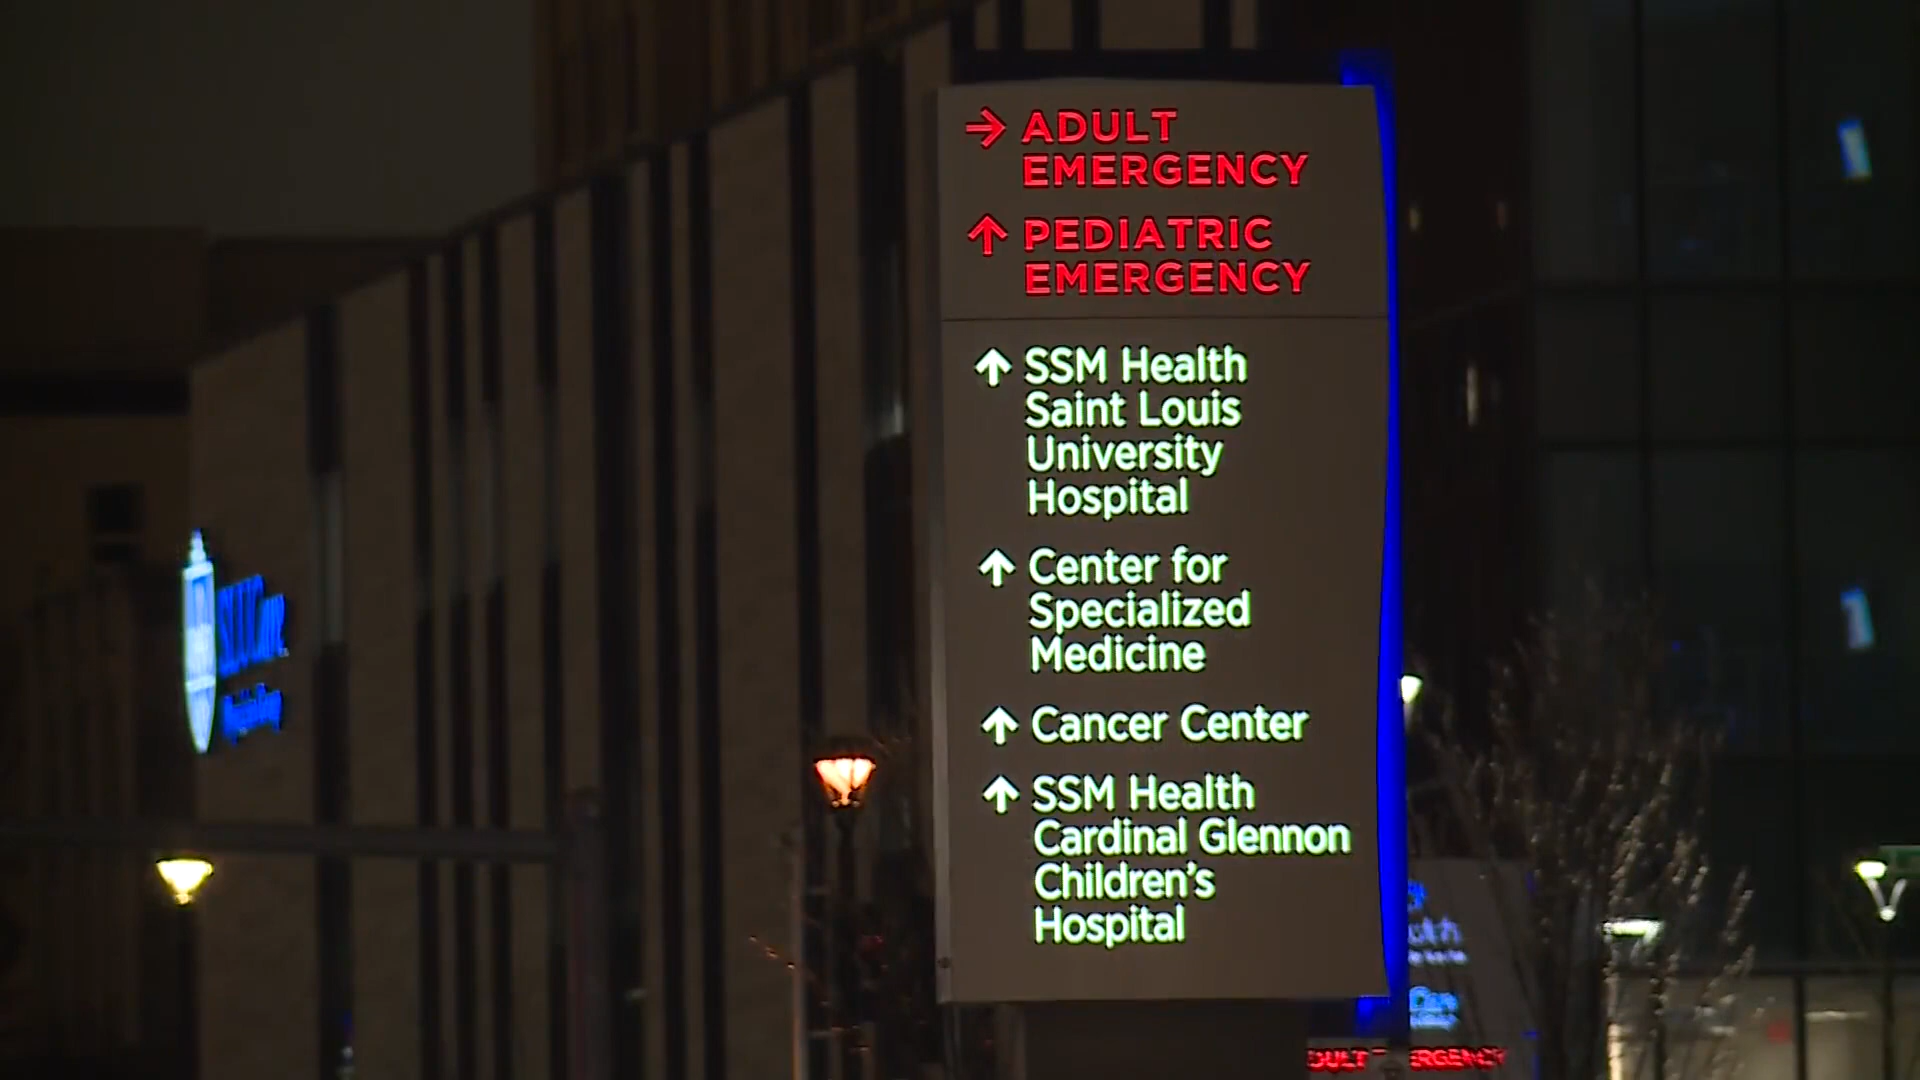 → ADULT
EMERGENCY
↑ PEDIATRIC
EMERGENCY
↑ SSM Health
Saint Louis
University
Hospital
↑ Center for
Specialized
Medicine
↑ Cancer Center
↑ SSM Health
Cardinal Glennon
Children's
Hospital
SLUCare